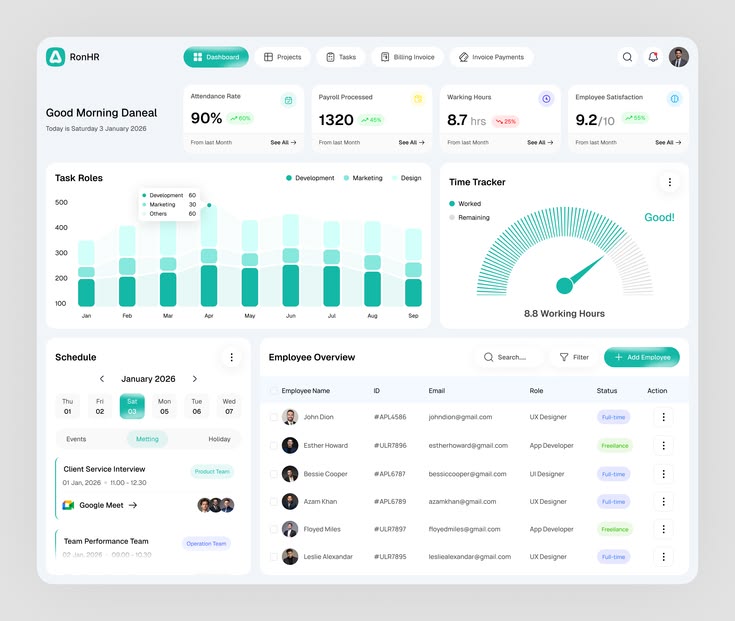 RonHR
Dashboard
Projects
Tasks
Billing Invoice
Invoice Payments
Good Morning Daneal
Today is Saturday 3 January 2026
Attendance Rate
90% 60%
From last Month See All →
Payroll Processed
1320 45%
From last Month See All →
Working Hours
8.7 hrs 25%
From last Month See All →
Employee Satisfaction
9.2/10 55%
From last Month See All →
Task Roles
Development Marketing Design
500
400
300
200
100
Development 60
Marketing 30
Others 60
Jan Feb Mar Apr May Jun Jul Aug Sep
Time Tracker
Worked
Remaining
Good!
8.8 Working Hours
Schedule
January 2026
Thu Fri Sat Mon Tue Wed
01 02 03 05 06 07
Events Metting Holiday
Client Service Interview
Product Team
01 Jan, 2026 • 11.00 - 12.30
Google Meet →
Team Performance Team
Operation Team
02 Jan, 2026 • 09.00 - 10.30
Employee Overview
Search....
Filter
+ Add Employee
Employee Name ID Email Role Status Action
John Dion #APL4586 johndion@gmail.com UX Designer Full-time
Esther Howard #ULR7896 estherhoward@gmail.com App Developer Freelance
Bessie Cooper #APL6787 bessiccooper@gmail.com UI Designer Full-time
Azam Khan #APL6789 azamkhan@gmail.com UX Designer Full-time
Floyed Miles #ULR7897 floyedmiles@gmail.com App Developer Freelance
Leslie Alexandar #ULR7895 lesliealexandar@gmail.com UX Designer Full-time